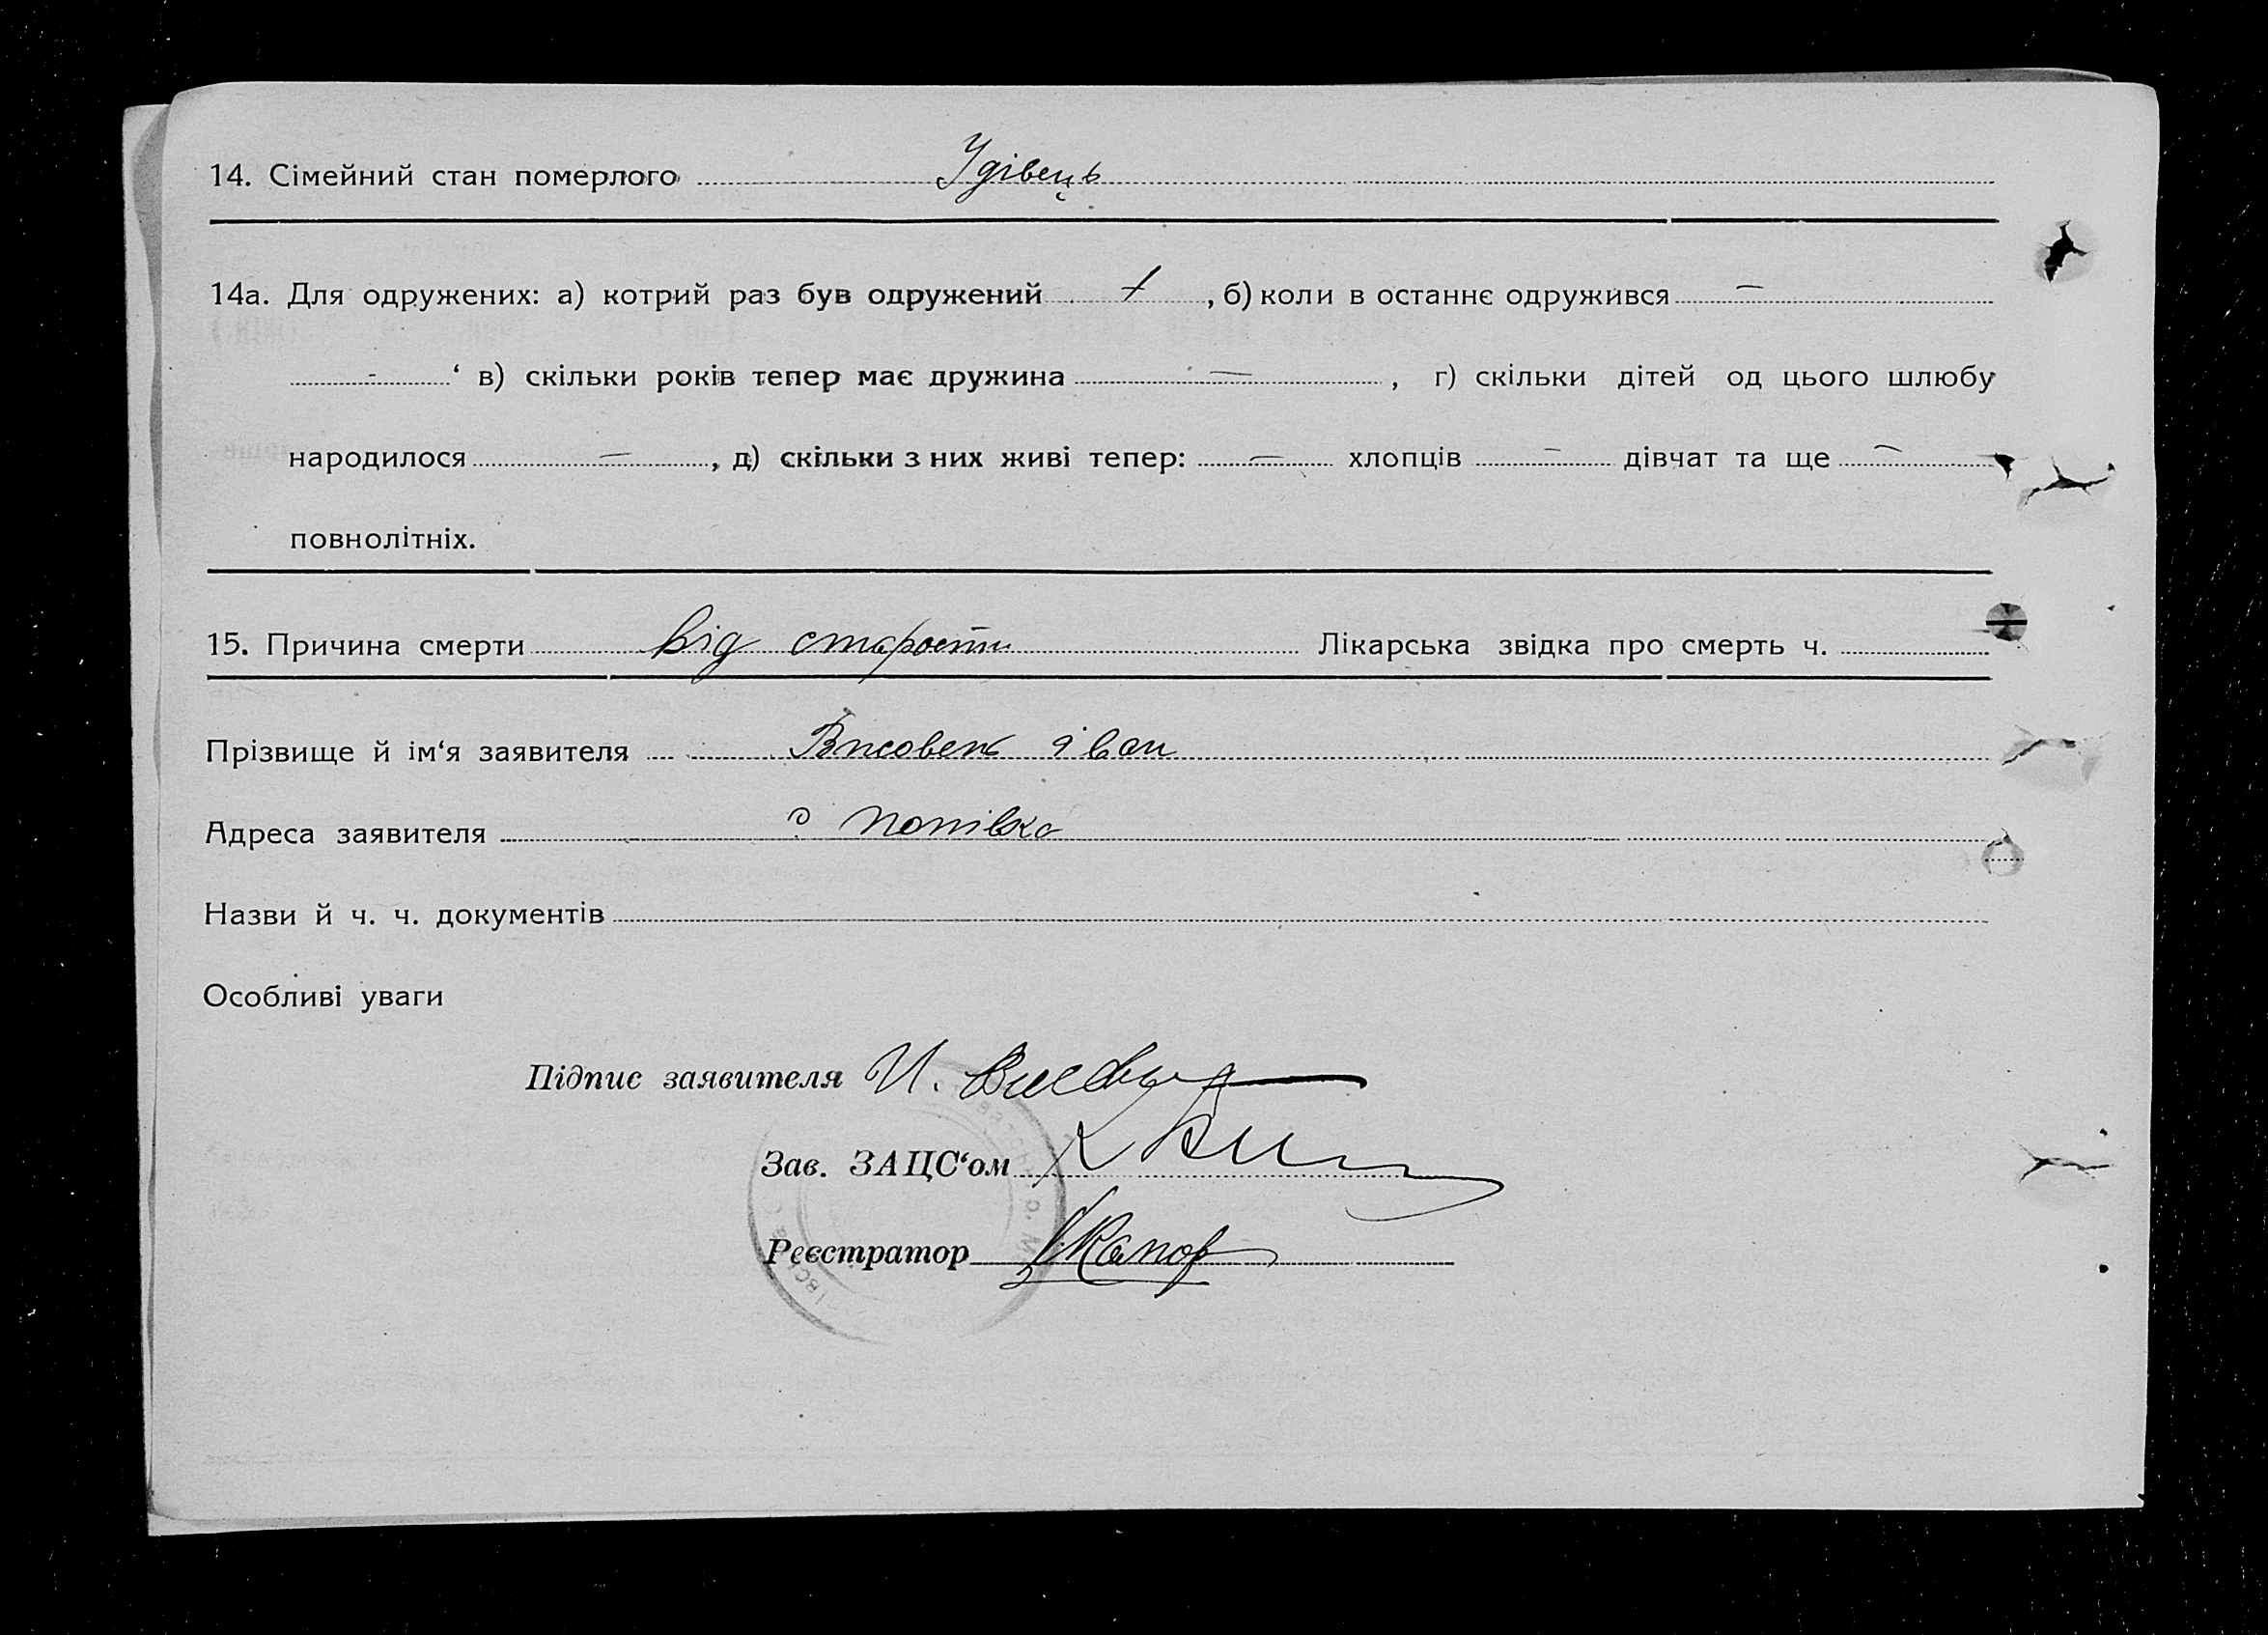 14. Сімейний стан померлого Удівець
14а. Для одружених: а) котрий раз був одружений , б) коли в останнє одружився —
- ‘ в) скільки років тепер має дружина — , г) скільки дітей од цього шлюбу
народилося — , д) скільки з них живі тепер: — хлопців — дівчат та ще —
повнолітніх.
15. Причина смерти Від старости Лікарська звідка про смерть ч.
Прізвище й ім‘я заявителя Висовень Іван
Адреса заявителя с Попівка
Назви й ч. ч. документів
Особливі уваги
Підпис заявителя И.
Зав. ЗАЦС‘ом
Реєстратор